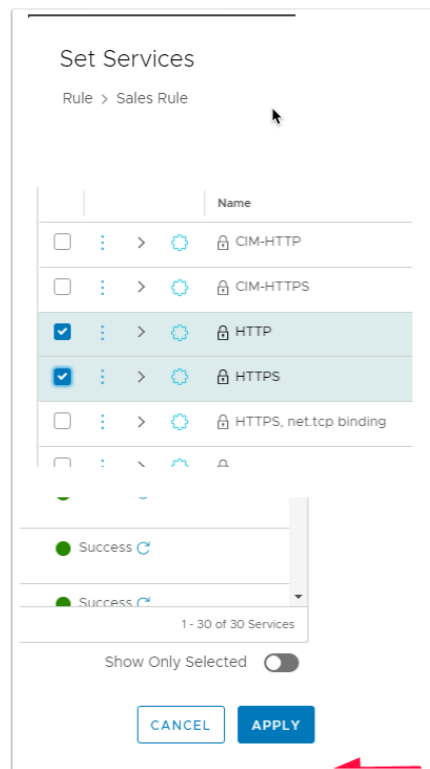 Set Services
Rule > Sales Rule
Name
CIM-HTTP
CIM-HTTPS
HTTP
HTTPS
HTTPS, net.tcp binding
Success
Success
1 - 30 of 30 Services
Show Only Selected
CANCEL
APPLY